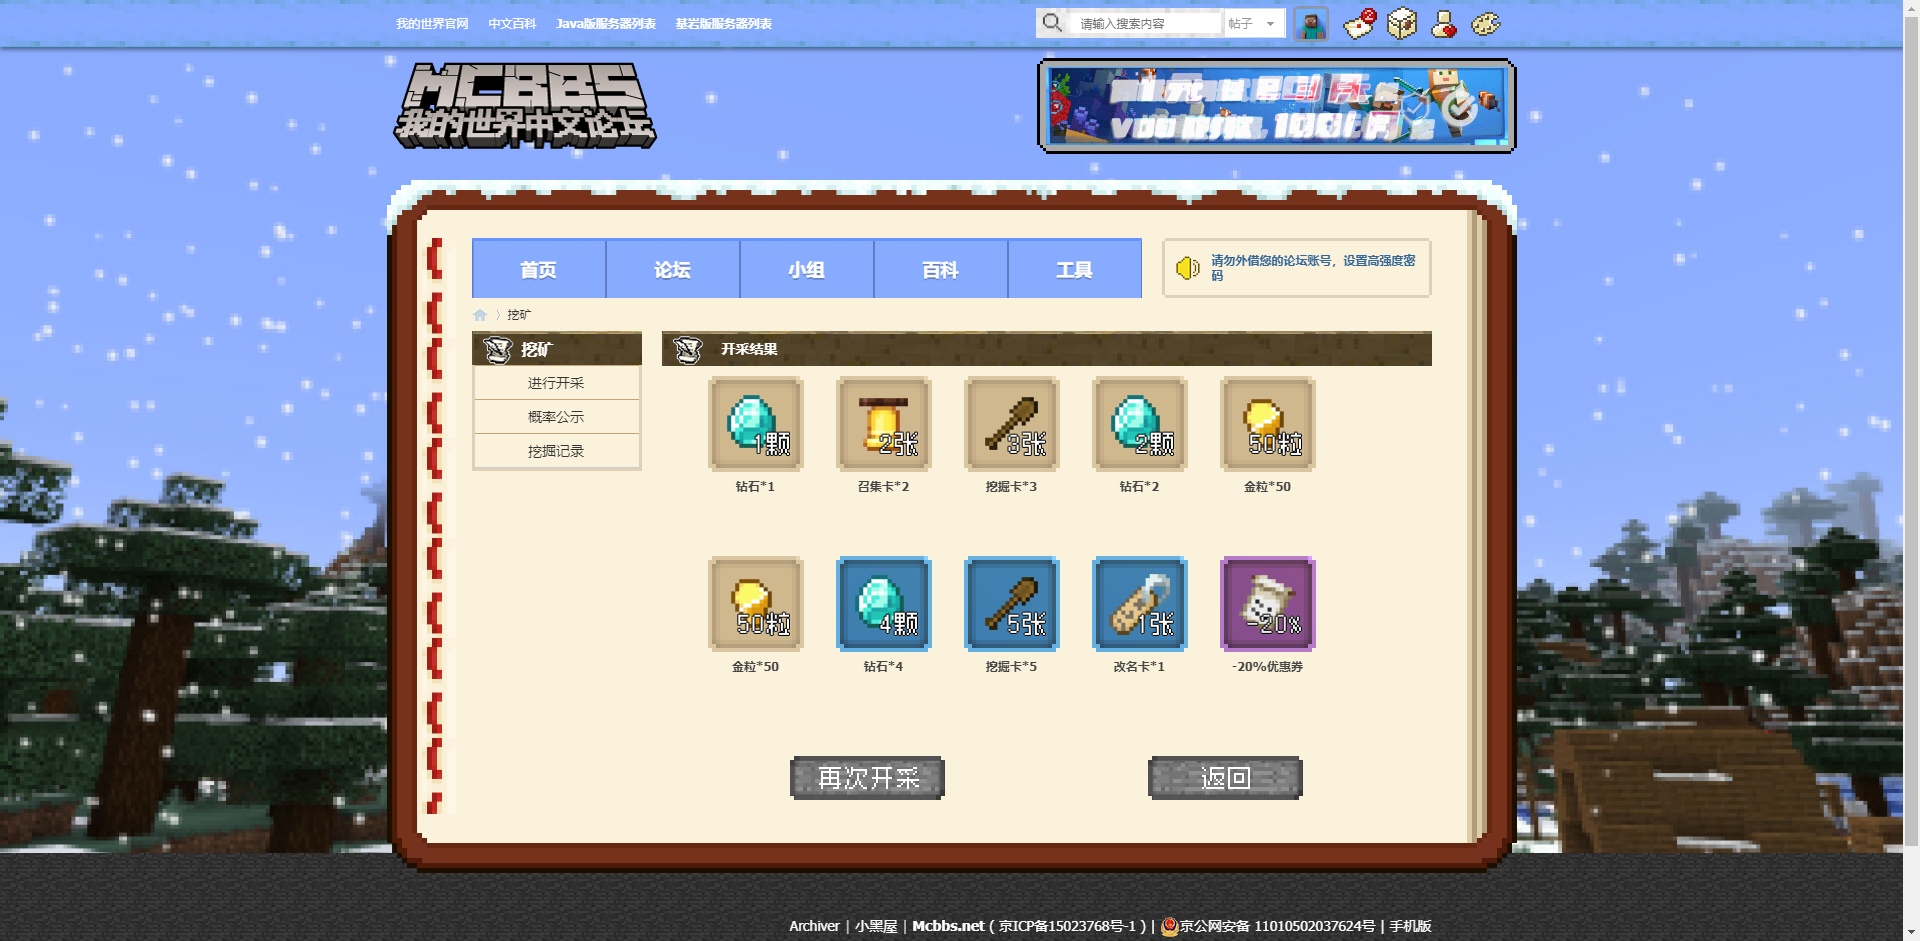 我的世界官网 中文百科 Java版服务器列表 基岩版服务器列表
请输入搜索内容 帖子 2
MCBBS
我的世界中文论坛
首页 论坛 小组 百科 工具
请勿外借您的论坛账号，设置高强度密
码
挖矿
挖矿
进行开采
概率公示
挖掘记录
开采结果
1颗 2张 3张 2颗 50粒
钻石*1 召集卡*2 挖掘卡*3 钻石*2 金粒*50
50粒 4颗 5张 1张 -20%
金粒*50 钻石*4 挖掘卡*5 改名卡*1 -20%优惠券
再次开采 返回
Archiver | 小黑屋 | Mcbbs.net ( 京ICP备15023768号-1 ) | 京公网安备 11010502037624号 | 手机版